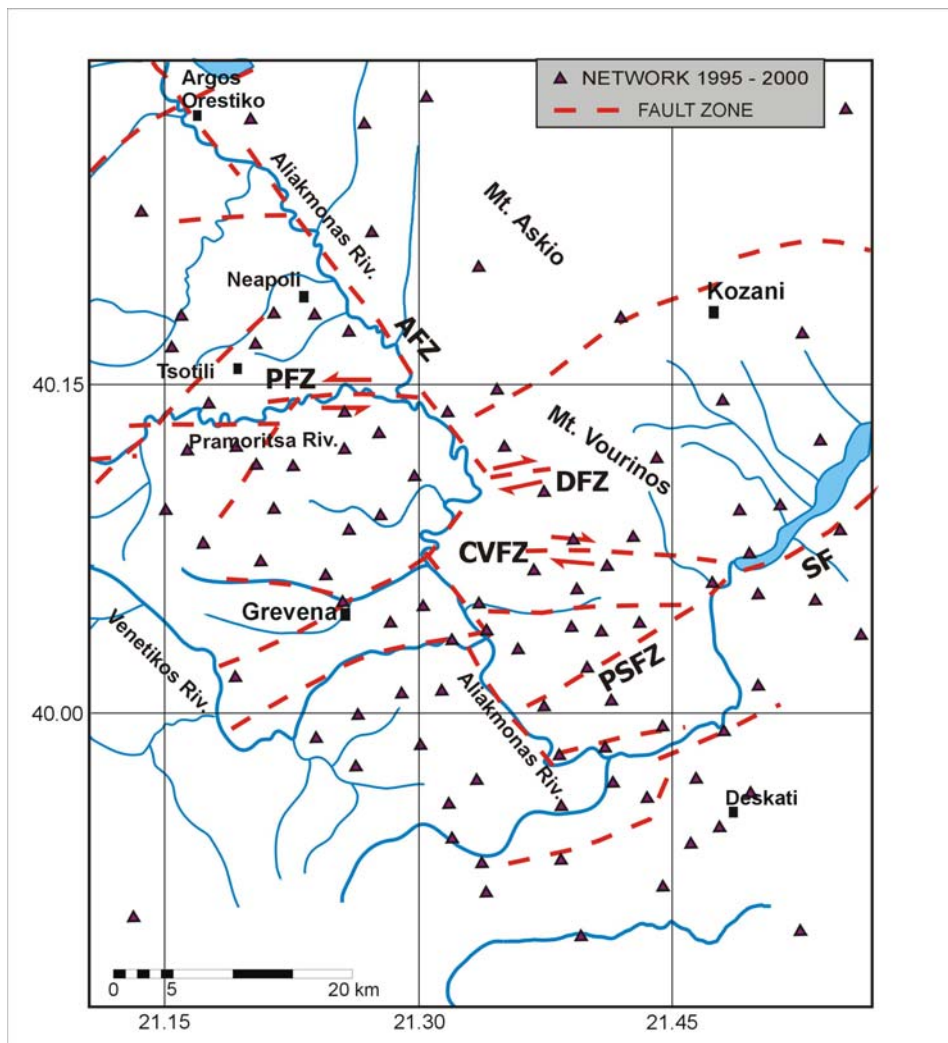 Argos
Orestiko
NETWORK 1995 - 2000
FAULT ZONE
Aliakmonas Riv.
Mt. Askio
Neapoli
Kozani
AFZ
Tsotili
PFZ
40.15
Mt. Vourinos
Pramoritsa Riv.
DFZ
CVFZ
SF
Grevena
Venetikos Riv.
PSFZ
40.00
Aliakmonas Riv.
Deskati
0 5 20 km
21.15 21.30 21.45